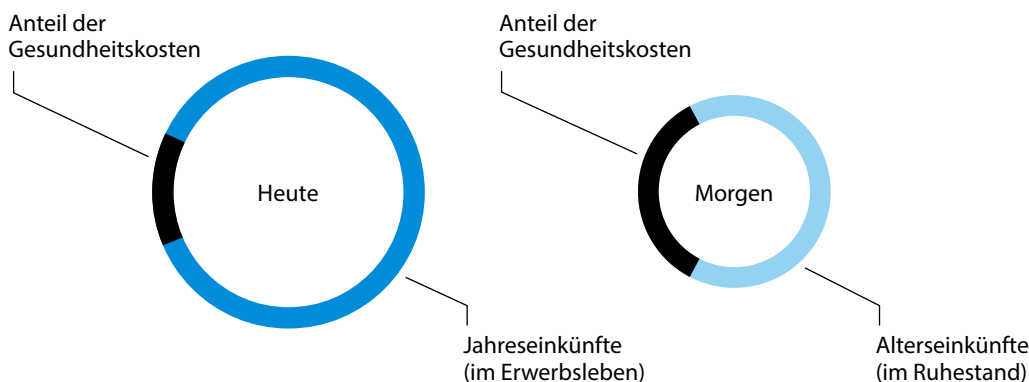 Anteil der
Gesundheitskosten
Heute
Jahreseinkünfte
(im Erwerbsleben)
Anteil der
Gesundheitskosten
Morgen
Alterseinkünfte
(im Ruhestand)